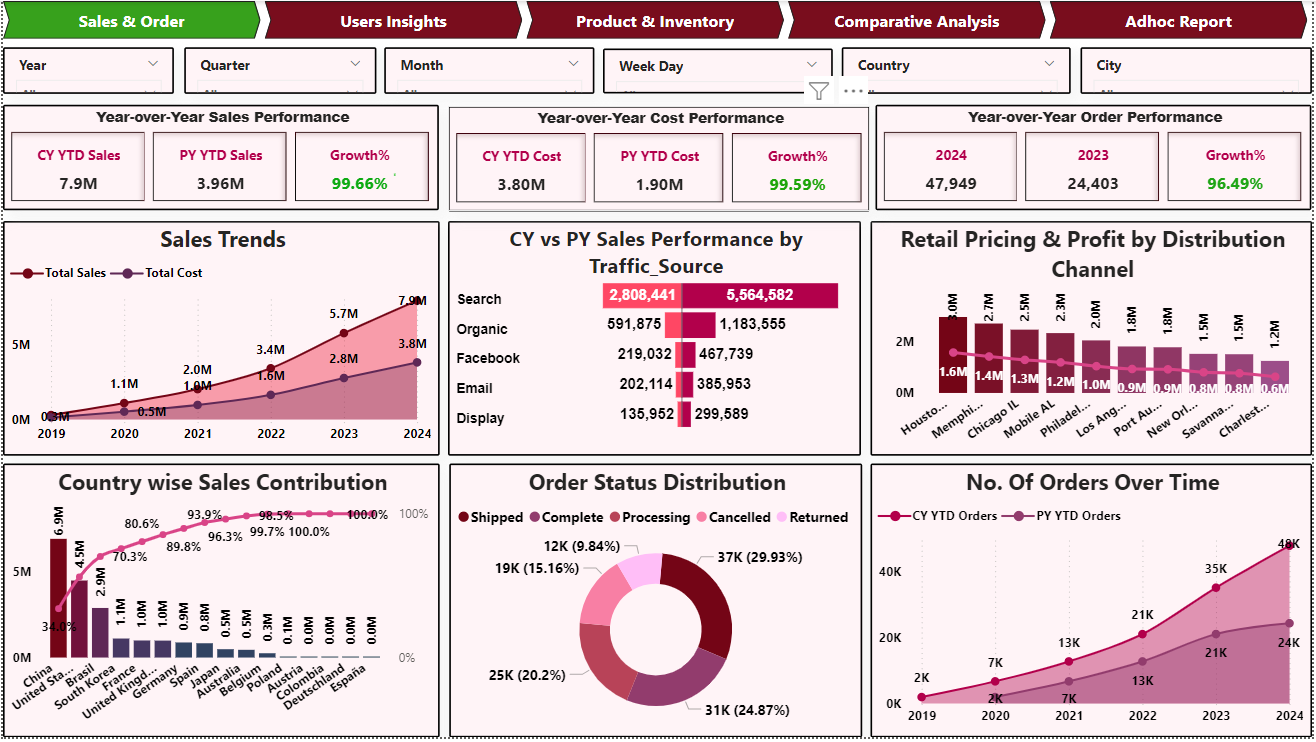 Sales & Order
Users Insights
Product & Inventory
Comparative Analysis
Adhoc Report
Year
Quarter
Month
Week Day
Country
City
Year-over-Year Sales Performance
CY YTD Sales
7.9M
PY YTD Sales
3.96M
Growth%
99.66%
Year-over-Year Cost Performance
CY YTD Cost
3.80M
PY YTD Cost
1.90M
Growth%
99.59%
Year-over-Year Order Performance
2024
47,949
2023
24,403
Growth%
96.49%
Sales Trends
Total Sales
Total Cost
7.9M
5.7M
3.4M
3.8M
5M
2.0M
2.8M
1.1M
1.0M
1.6M
0.3M
0.5M
0M
2019 2020 2021 2022 2023 2024
CY vs PY Sales Performance by
Traffic_Source
Search 2,808,441 5,564,582
Organic 591,875 1,183,555
Facebook 219,032 467,739
Email 202,114 385,953
Display 135,952 299,589
Retail Pricing & Profit by Distribution
Channel
3.0M 2.7M 2.5M 2.3M 2.0M 1.8M 1.8M 1.5M 1.5M 1.2M
2M
1.6M 1.4M 1.3M 1.2M 1.0M 0.9M 0.9M 0.8M 0.8M 0.6M
0M
Housto... Memphi... Chicago IL Mobile AL Philadel... Los Ang... Port Au... New Orl... Savanna... Charlest...
Country wise Sales Contribution
6.9M 4.5M 2.9M 1.1M 1.0M 1.0M 0.9M 0.8M 0.5M 0.5M 0.3M 0.1M 0.0M 0.0M 0.0M 0.0M
34.0% 70.3% 80.6% 89.8% 93.9% 96.3% 98.5% 99.7% 100.0% 100.0%
100%
5M
0M
0%
China United Sta... Brasil South Korea France United Kingd... Germany Spain Japan Australia Belgium Poland Austria Colombia Deutschland España
Order Status Distribution
Shipped Complete Processing Cancelled Returned
12K (9.84%)
37K (29.93%)
19K (15.16%)
25K (20.2%)
31K (24.87%)
No. Of Orders Over Time
CY YTD Orders
PY YTD Orders
48K
40K
35K
21K
20K
13K
24K
7K
21K
2K
13K
2K
7K
0K
2019 2020 2021 2022 2023 2024